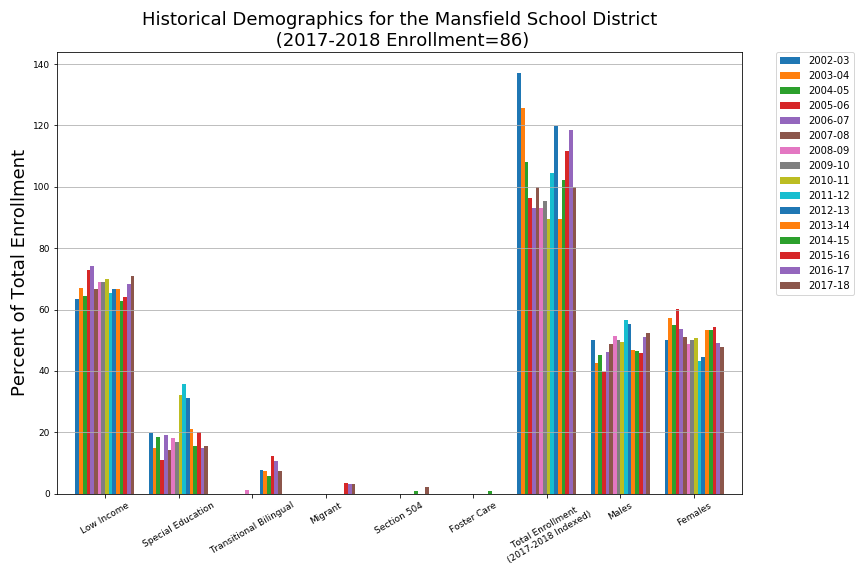 Historical Demographics for the Mansfield School District
(2017-2018 Enrollment=86)
Percent of Total Enrollment
140
120
100
80
60
40
20
0
Low Income
Special Education
Transitional Bilingual
Migrant
Section 504
Foster Care
Total Enrollment
(2017-2018 Indexed)
Males
Females
2002-03
2003-04
2004-05
2005-06
2006-07
2007-08
2008-09
2009-10
2010-11
2011-12
2012-13
2013-14
2014-15
2015-16
2016-17
2017-18